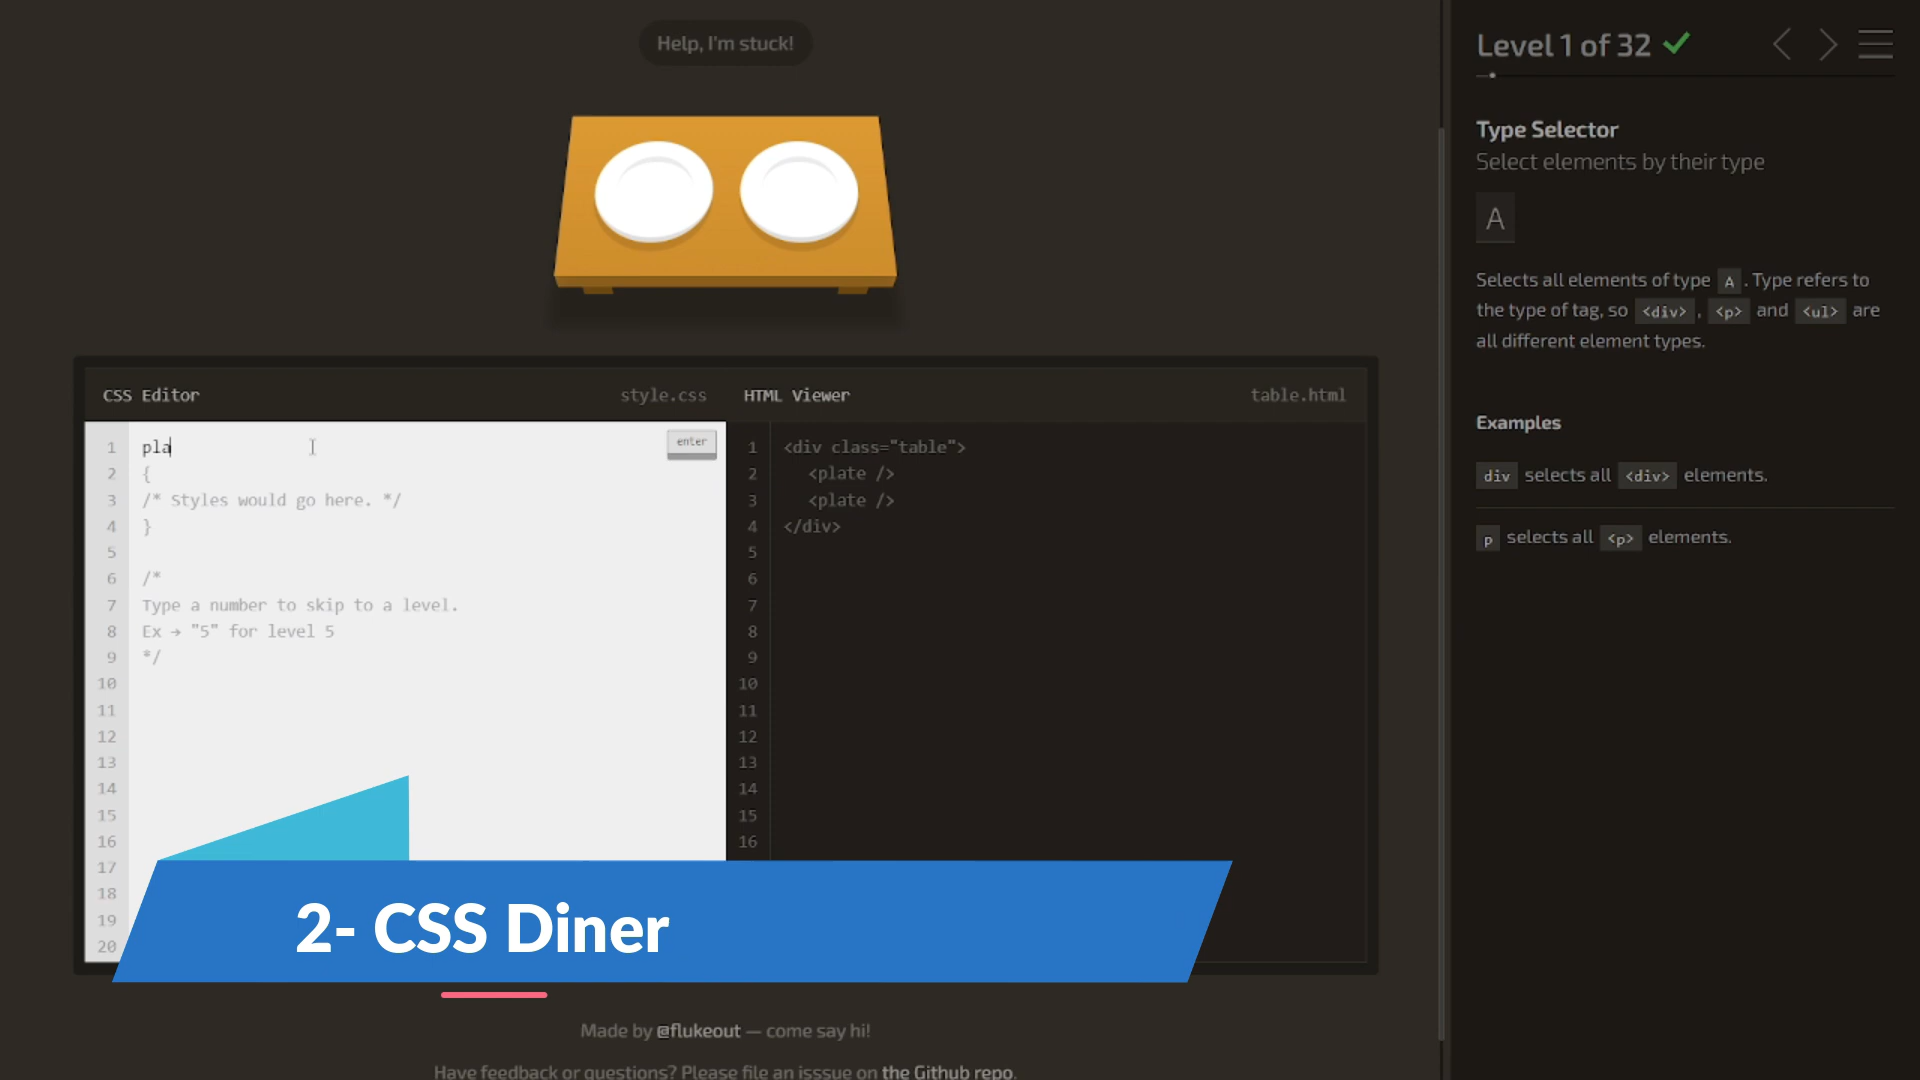 Help, I'm stuck!
CSS Editor
style.css
1 pla
enter
2 {
3 /* Styles would go here. */
4 }
5
6 /*
7 Type a number to skip to a level.
8 Ex → "5" for level 5
9 */
10
11
12
13
14
15
16
17
18
19
20
HTML Viewer
table.html
1 <div class="table">
2 <plate />
3 <plate />
4 </div>
5
6
7
8
9
10
11
12
13
14
15
16
2- CSS Diner
Made by @flukeout — come say hi!
Have feedback or questions? Please file an isssue on the Github repo.
Level 1 of 32
Type Selector
Select elements by their type
A
Selects all elements of type A . Type refers to
the type of tag, so <div> , <p> and <ul> are
all different element types.
Examples
div selects all <div> elements.
p selects all <p> elements.